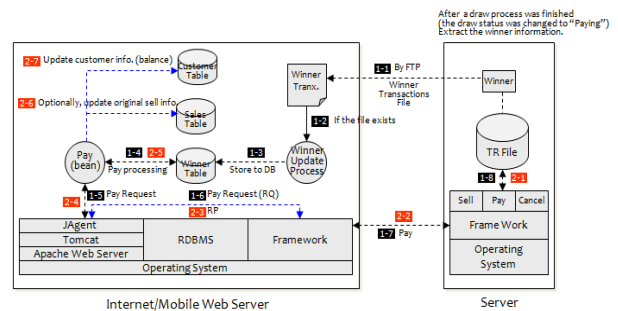 After a draw process was finished
(the draw status was changed to “Paying”)
Extract the winner information.
2-7 Update customer info. (balance)
Customer
Table
Winner
Tranx.
1-1 By FTP
Winner
Transactions
File
Winner
2-6 Optionally, update original sell info.
Sales
Table
1-2 If the file exists
TR File
Pay
(bean)
1-4 2-5
Pay processing
Winner
Table
1-3
Store to DB
Winner
Update
Process
1-8 2-1
2-4
1-5 Pay Request
1-6 Pay Request (RQ)
2-3 RP
Sell Pay Cancel
JAgent
Tomcat
Apache Web Server
RDBMS
Framework
Operating System
2-2
1-7 Pay
Frame Work
Operating
System
Internet/Mobile Web Server
Server